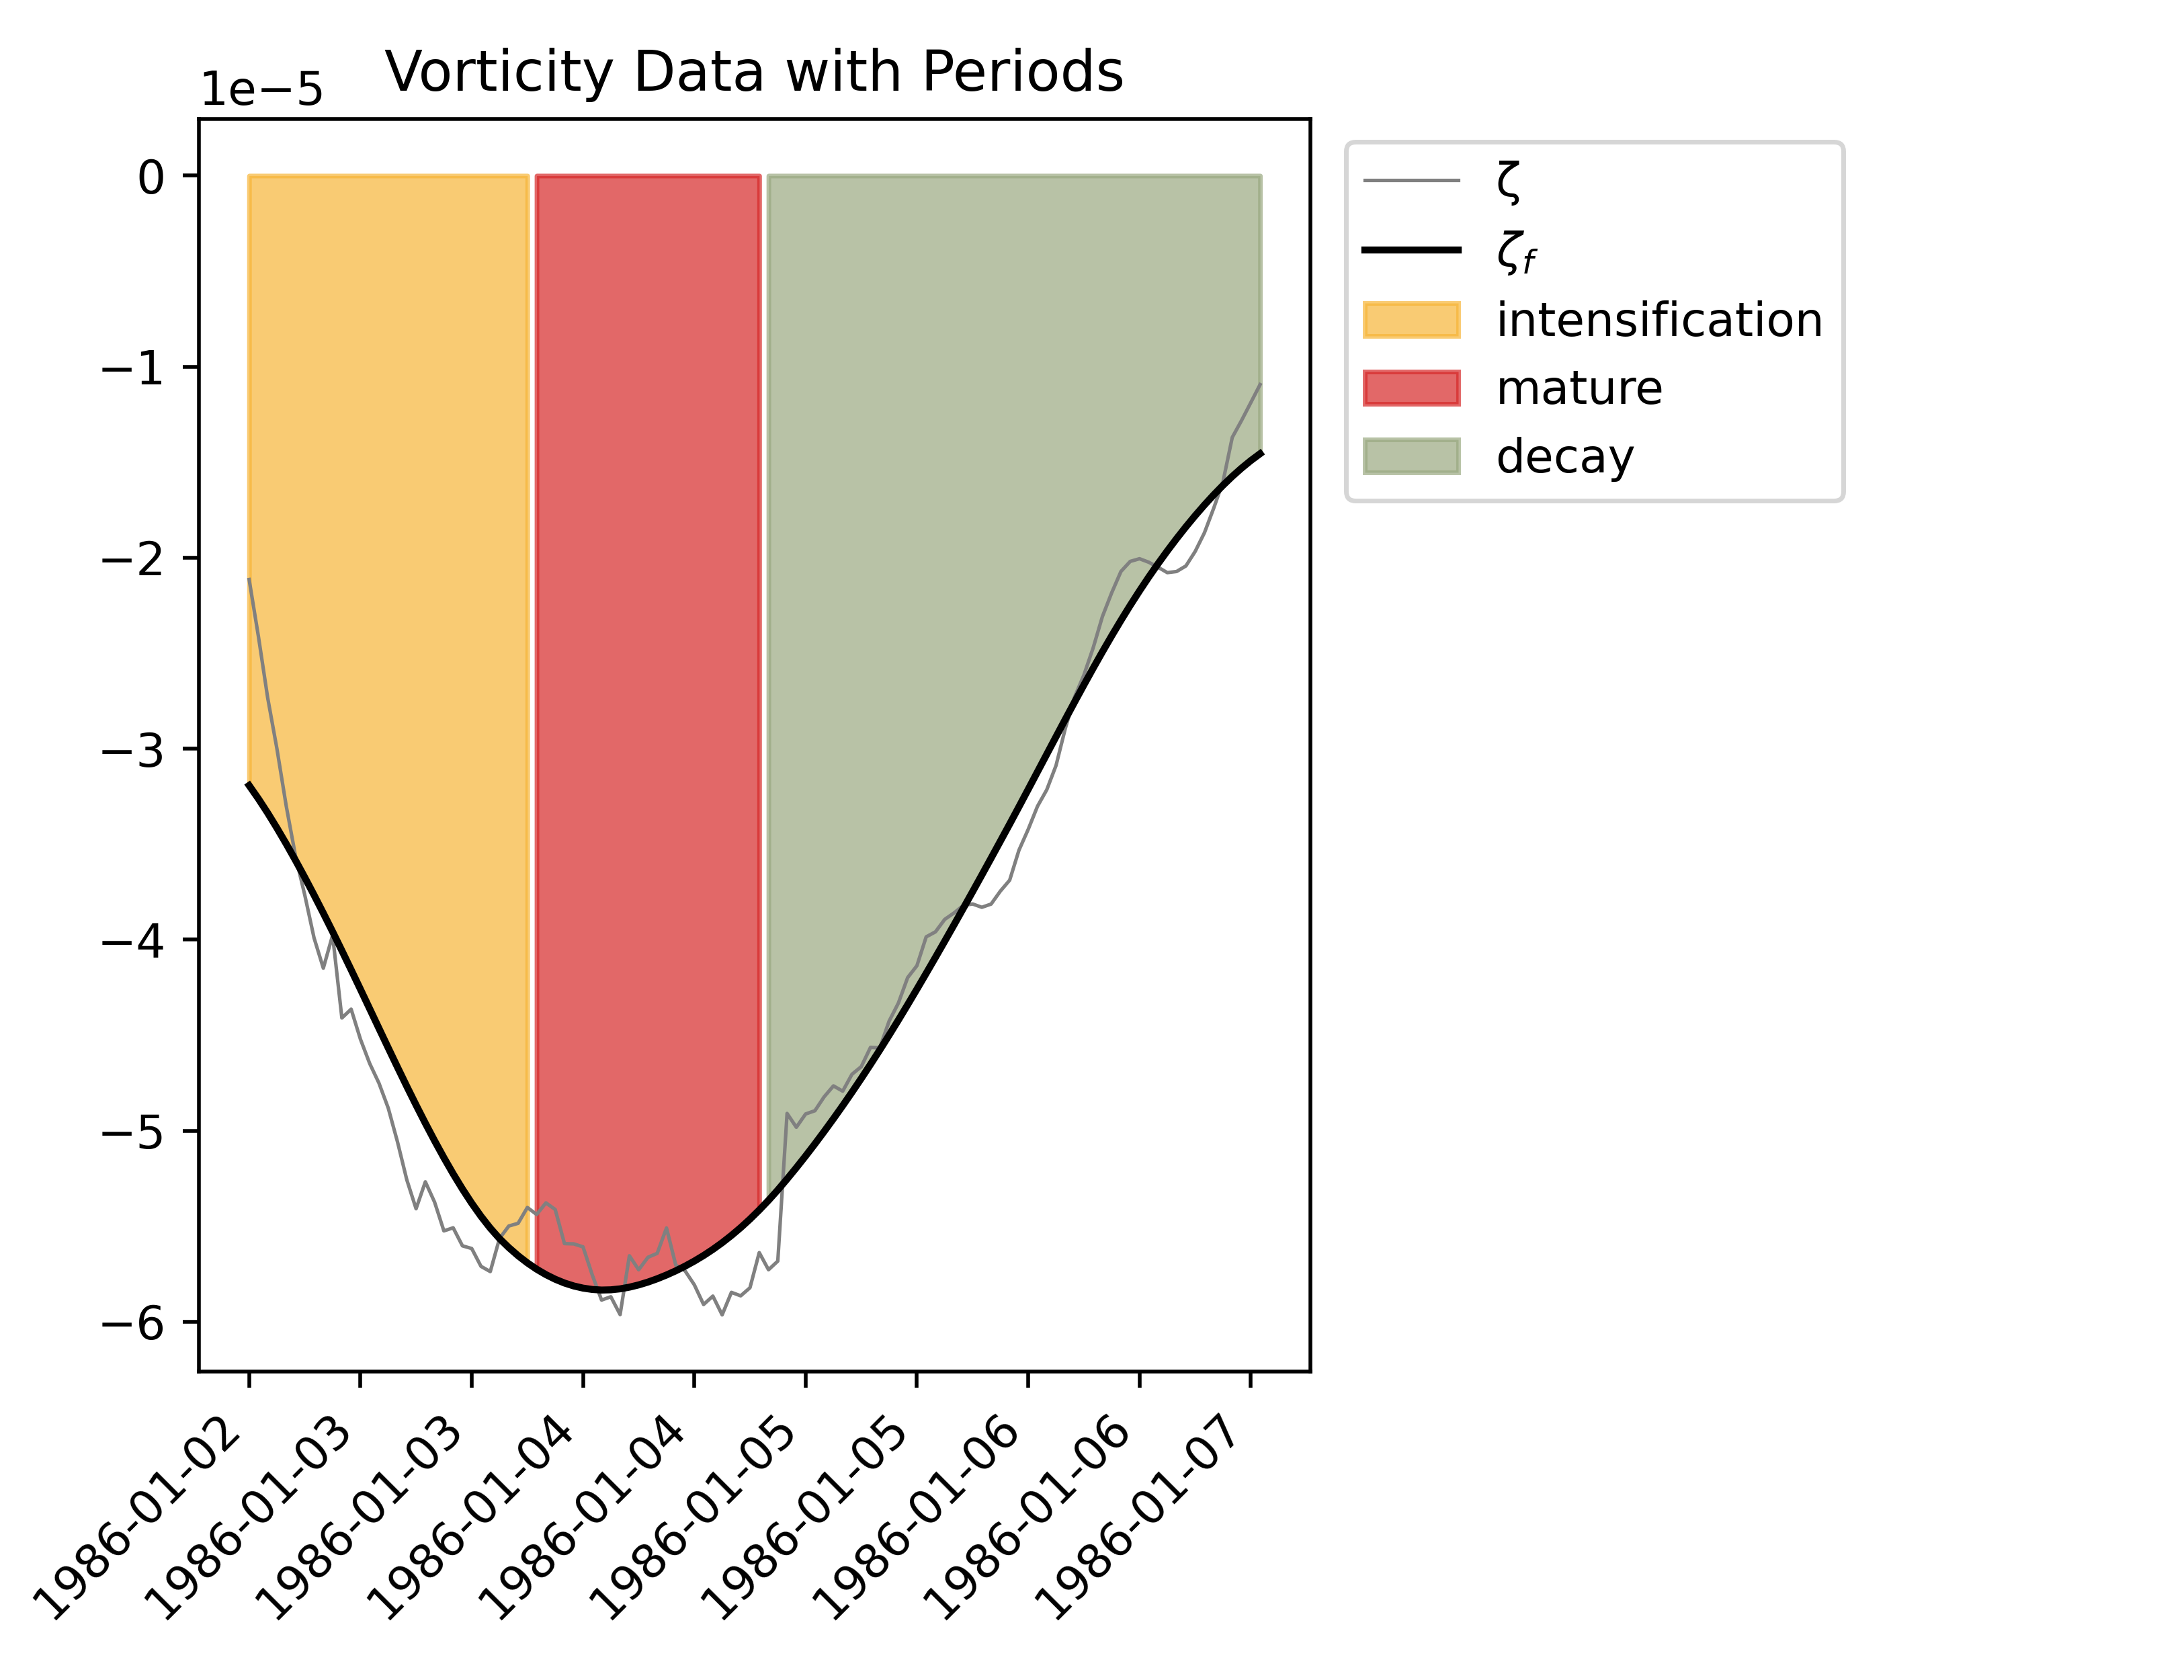 Vorticity Data with Periods
1e−5
0
−1
−2
−3
−4
−5
−6
1986-01-02
1986-01-03
1986-01-03
1986-01-04
1986-01-04
1986-01-05
1986-01-05
1986-01-06
1986-01-06
1986-01-07
ζ
ζf
intensification
mature
decay